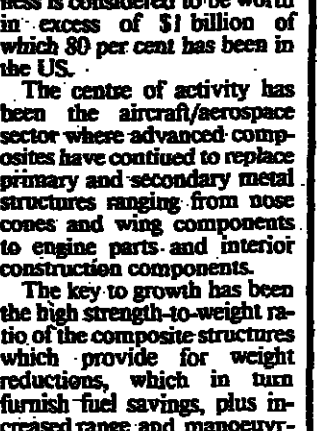 ness is considered to be worth
in excess of $1 billion of
which 80 per cent has been in
the US.
The centre of activity has
been the aircraft/aerospace
sector where advanced comp-
osites have contiued to replace
primary and secondary metal
structures ranging from nose
cones and wing components
to engine parts and interior
construction components.
The key to growth has been
the high strength-to-weight ra-
tio of the composite structures
which provide for weight
reductions, which in turn
furnish fuel savings, plus in-
creased range and manoeuvr-